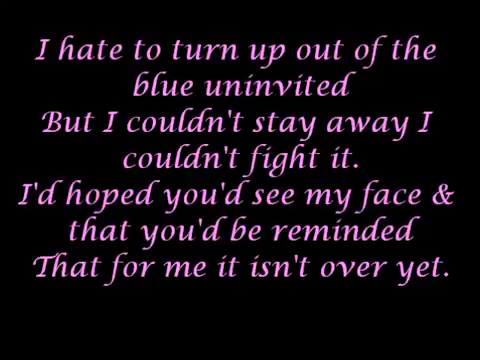 I hate to turn up out of the
blue uninvited
But I couldn't stay away I
couldn't fight it.
I'd hoped you'd see my face &
that you'd be reminded
That for me it isn't over yet.